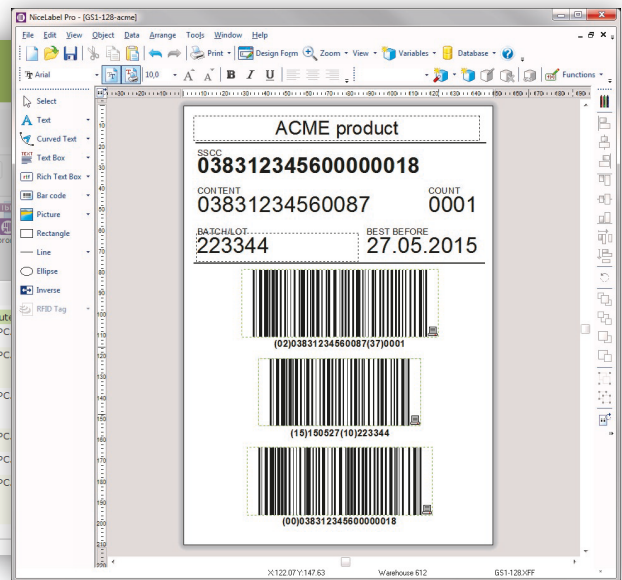 NiceLabel Pro - [GS1-128-acme]
File Edit View Object Data Arrange Tools Window Help
Print Design Form Zoom View Variables Database
Arial 10,0 B I U Functions
Select
Text
Curved Text
Text Box
Rich Text Box
Bar code
Picture
Rectangle
Line
Ellipse
Inverse
RFID Tag
ACME product
SSCC
038312345600000018
CONTENT COUNT
03831234560087 0001
BATCH/LOT BEST BEFORE
223344 27.05.2015
(02)03831234560087(37)0001
(15)150527(10)223344
(00)038312345600000018
X:122.07 Y:147.63 Warehouse 612 GS1-128.XFF